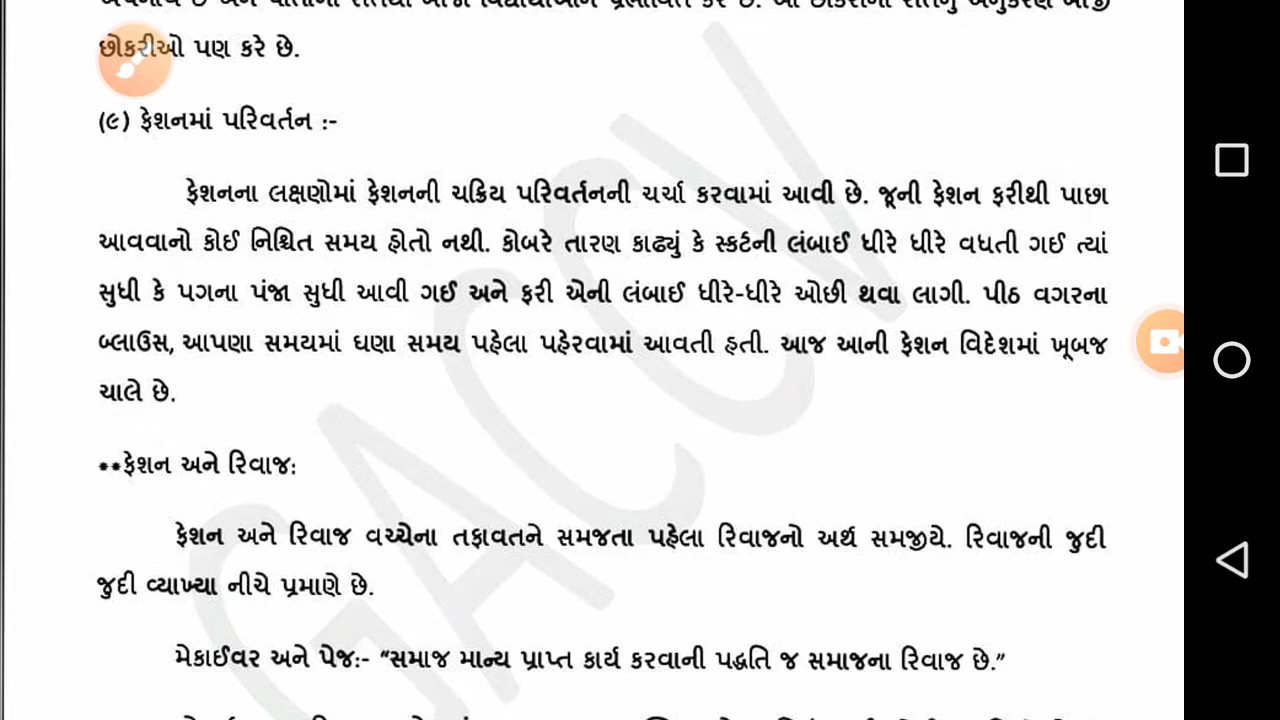 છોકરીઓ પણ કરે છે.
(૯) ફેશનમાં પરિવર્તન :-
ફેશનના લક્ષણોમાં ફેશનની ચક્રિય પરિવર્તનની ચર્ચા કરવામાં આવી છે. જૂની ફેશન ફરીથી પાછા
આવવાનો કોઈ નિશ્ચિત સમય હોતો નથી. કોબરે તારણ કાઢ્યું કે સ્કર્ટની લંબાઈ ધીરે ધીરે વધતી ગઈ ત્યાં
સુધી કે પગના પંજા સુધી આવી ગઈ અને ફરી એની લંબાઈ ધીરે-ધીરે ઓછી થવા લાગી. પીઠ વગરના
બ્લાઉસ, આપણા સમયમાં ઘણા સમય પહેલા પહેરવામાં આવતી હતી. આજ આની ફેશન વિદેશમાં ખૂબજ
ચાલે છે.
**ફેશન અને રિવાજ:
ફેશન અને રિવાજ વચ્ચેના તફાવતને સમજતા પહેલા રિવાજનો અર્થ સમજીયે. રિવાજની જુદી
જુદી વ્યાખ્યા નીચે પ્રમાણે છે.
મેકાઈવર અને પેજ:- “સમાજ માન્ય પ્રાપ્ત કાર્ય કરવાની પદ્ધતિ જ સમાજના રિવાજ છે.”
GACCV